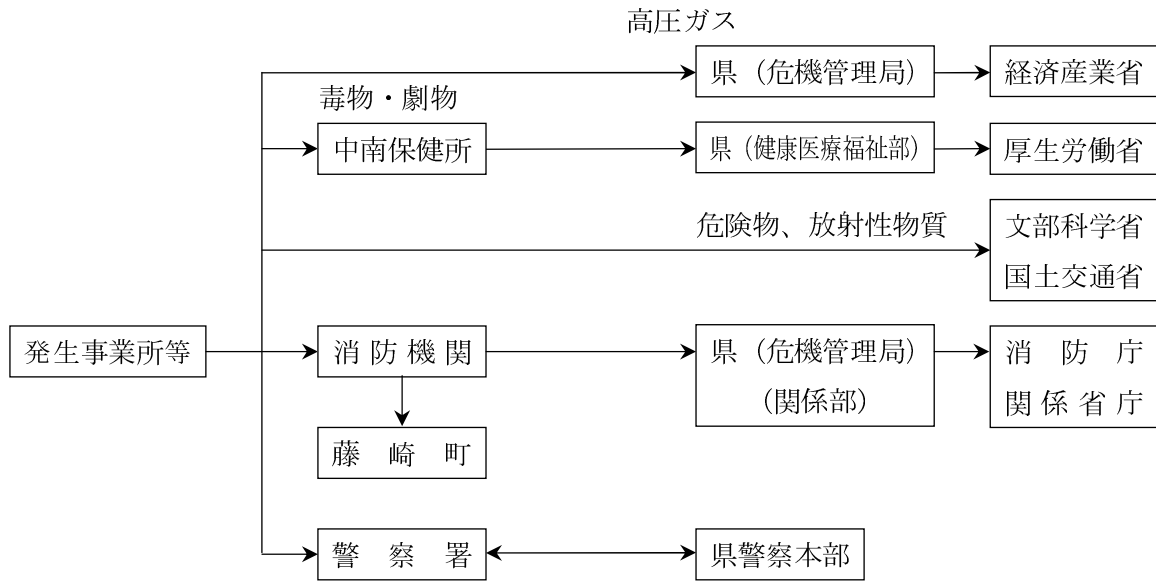 高圧ガス
県（危機管理局）
経済産業省
毒物・劇物
中南保健所
県（健康医療福祉部）
厚生労働省
危険物、放射性物質
文部科学省
国土交通省
発生事業所等
消防機関
県（危機管理局）
（関係部）
消防庁
関係省庁
藤崎町
警察署
県警察本部